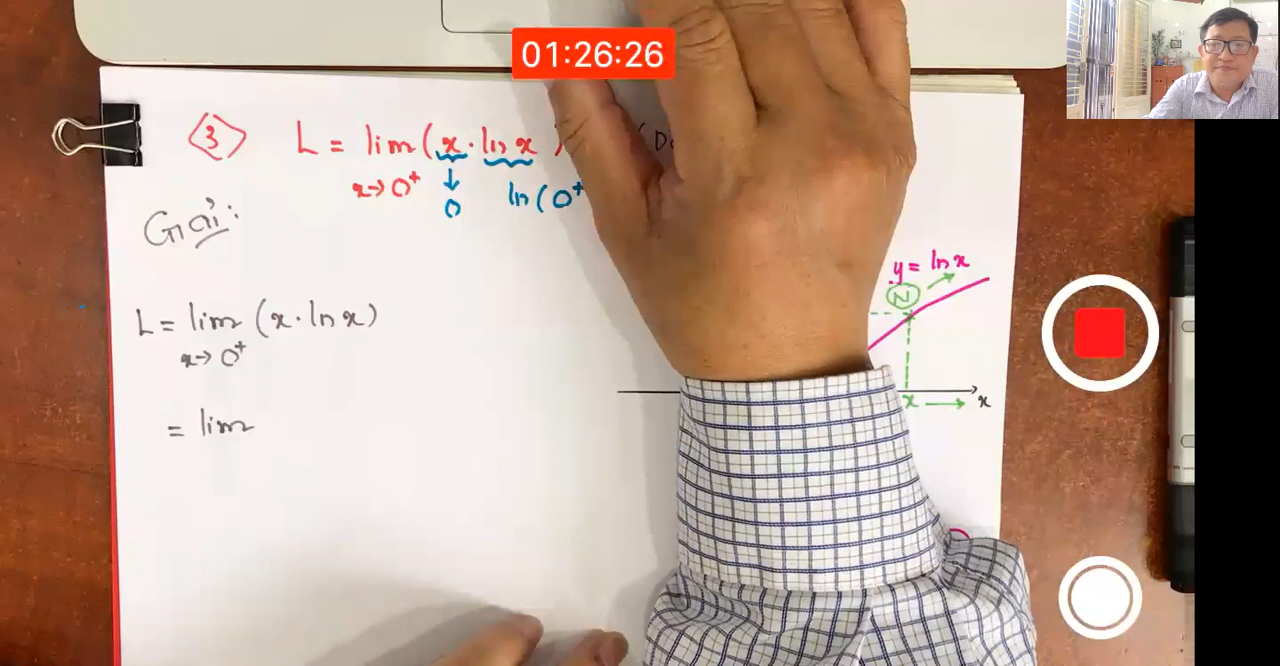 01:26:26
3 L = lim (x · ln x)
x → 0⁺ ↓ ln(0⁺
0
Giải:
y = ln x
N
L = lim (x · ln x)
x → 0⁺
x → x
= lim